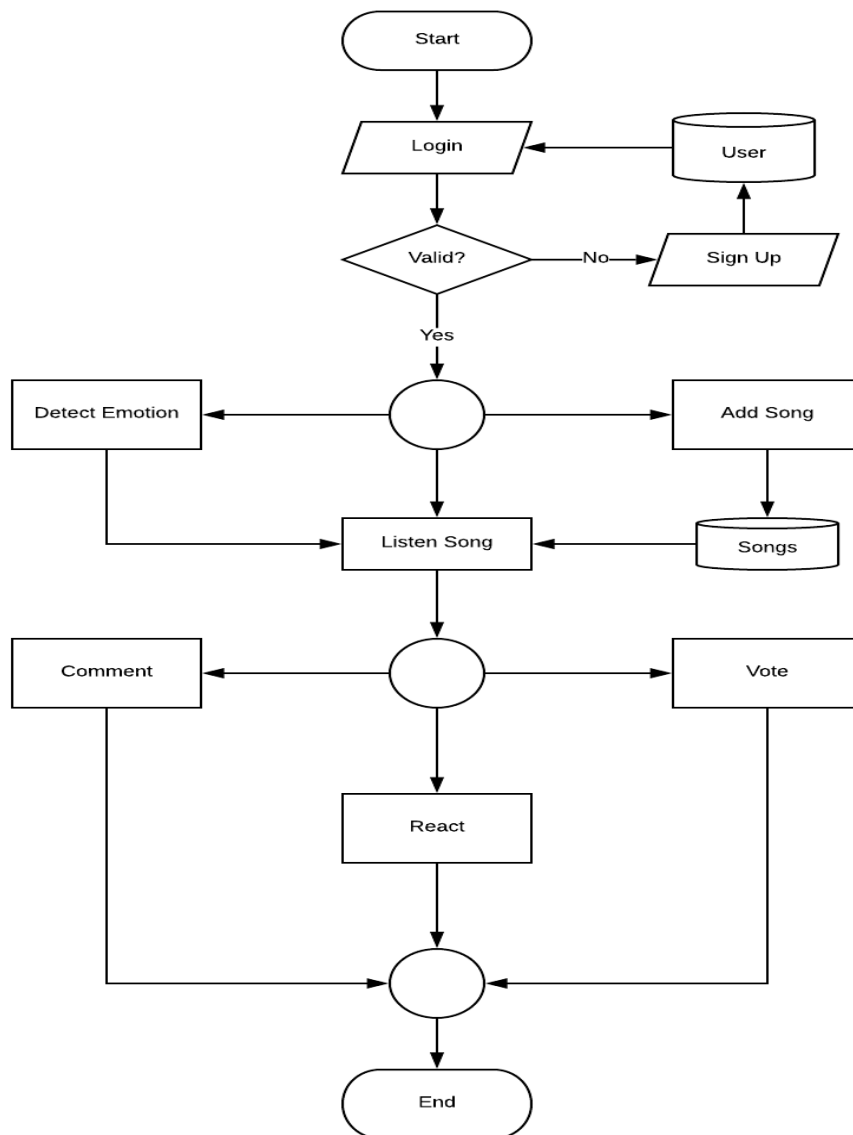 Start
Login
User
Valid?
No
Sign Up
Yes
Detect Emotion
Add Song
Listen Song
Songs
Comment
Vote
React
End